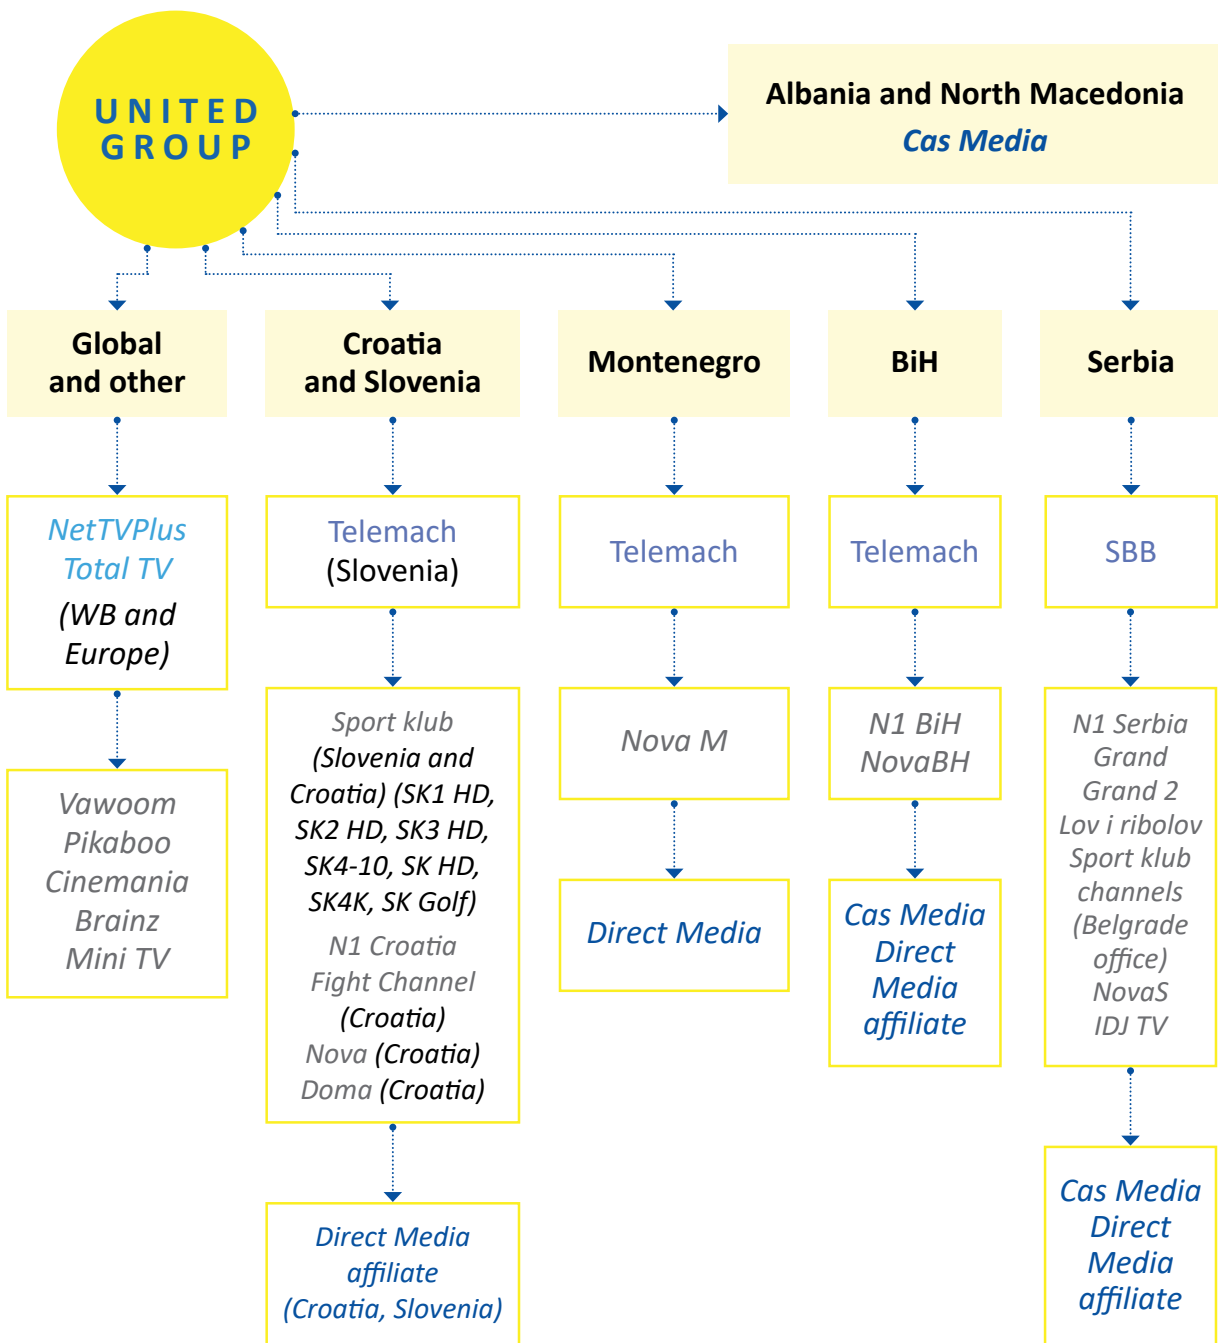 UNITED
GROUP
Albania and North Macedonia
Cas Media
Global
and other
Croatia
and Slovenia
Montenegro
BiH
Serbia
NetTVPlus
Total TV
(WB and
Europe)
Telemach
(Slovenia)
Telemach
Telemach
SBB
Vawoom
Pikaboo
Cinemania
Brainz
Mini TV
Sport klub
(Slovenia and
Croatia) (SK1 HD,
SK2 HD, SK3 HD,
SK4-10, SK HD,
SK4K, SK Golf)
N1 Croatia
Fight Channel
(Croatia)
Nova (Croatia)
Doma (Croatia)
Nova M
N1 BiH
NovaBH
N1 Serbia
Grand
Grand 2
Lov i ribolov
Sport klub
channels
(Belgrade
office)
NovaS
IDJ TV
Direct Media
affiliate
(Croatia, Slovenia)
Direct Media
Cas Media
Direct
Media
affiliate
Cas Media
Direct
Media
affiliate